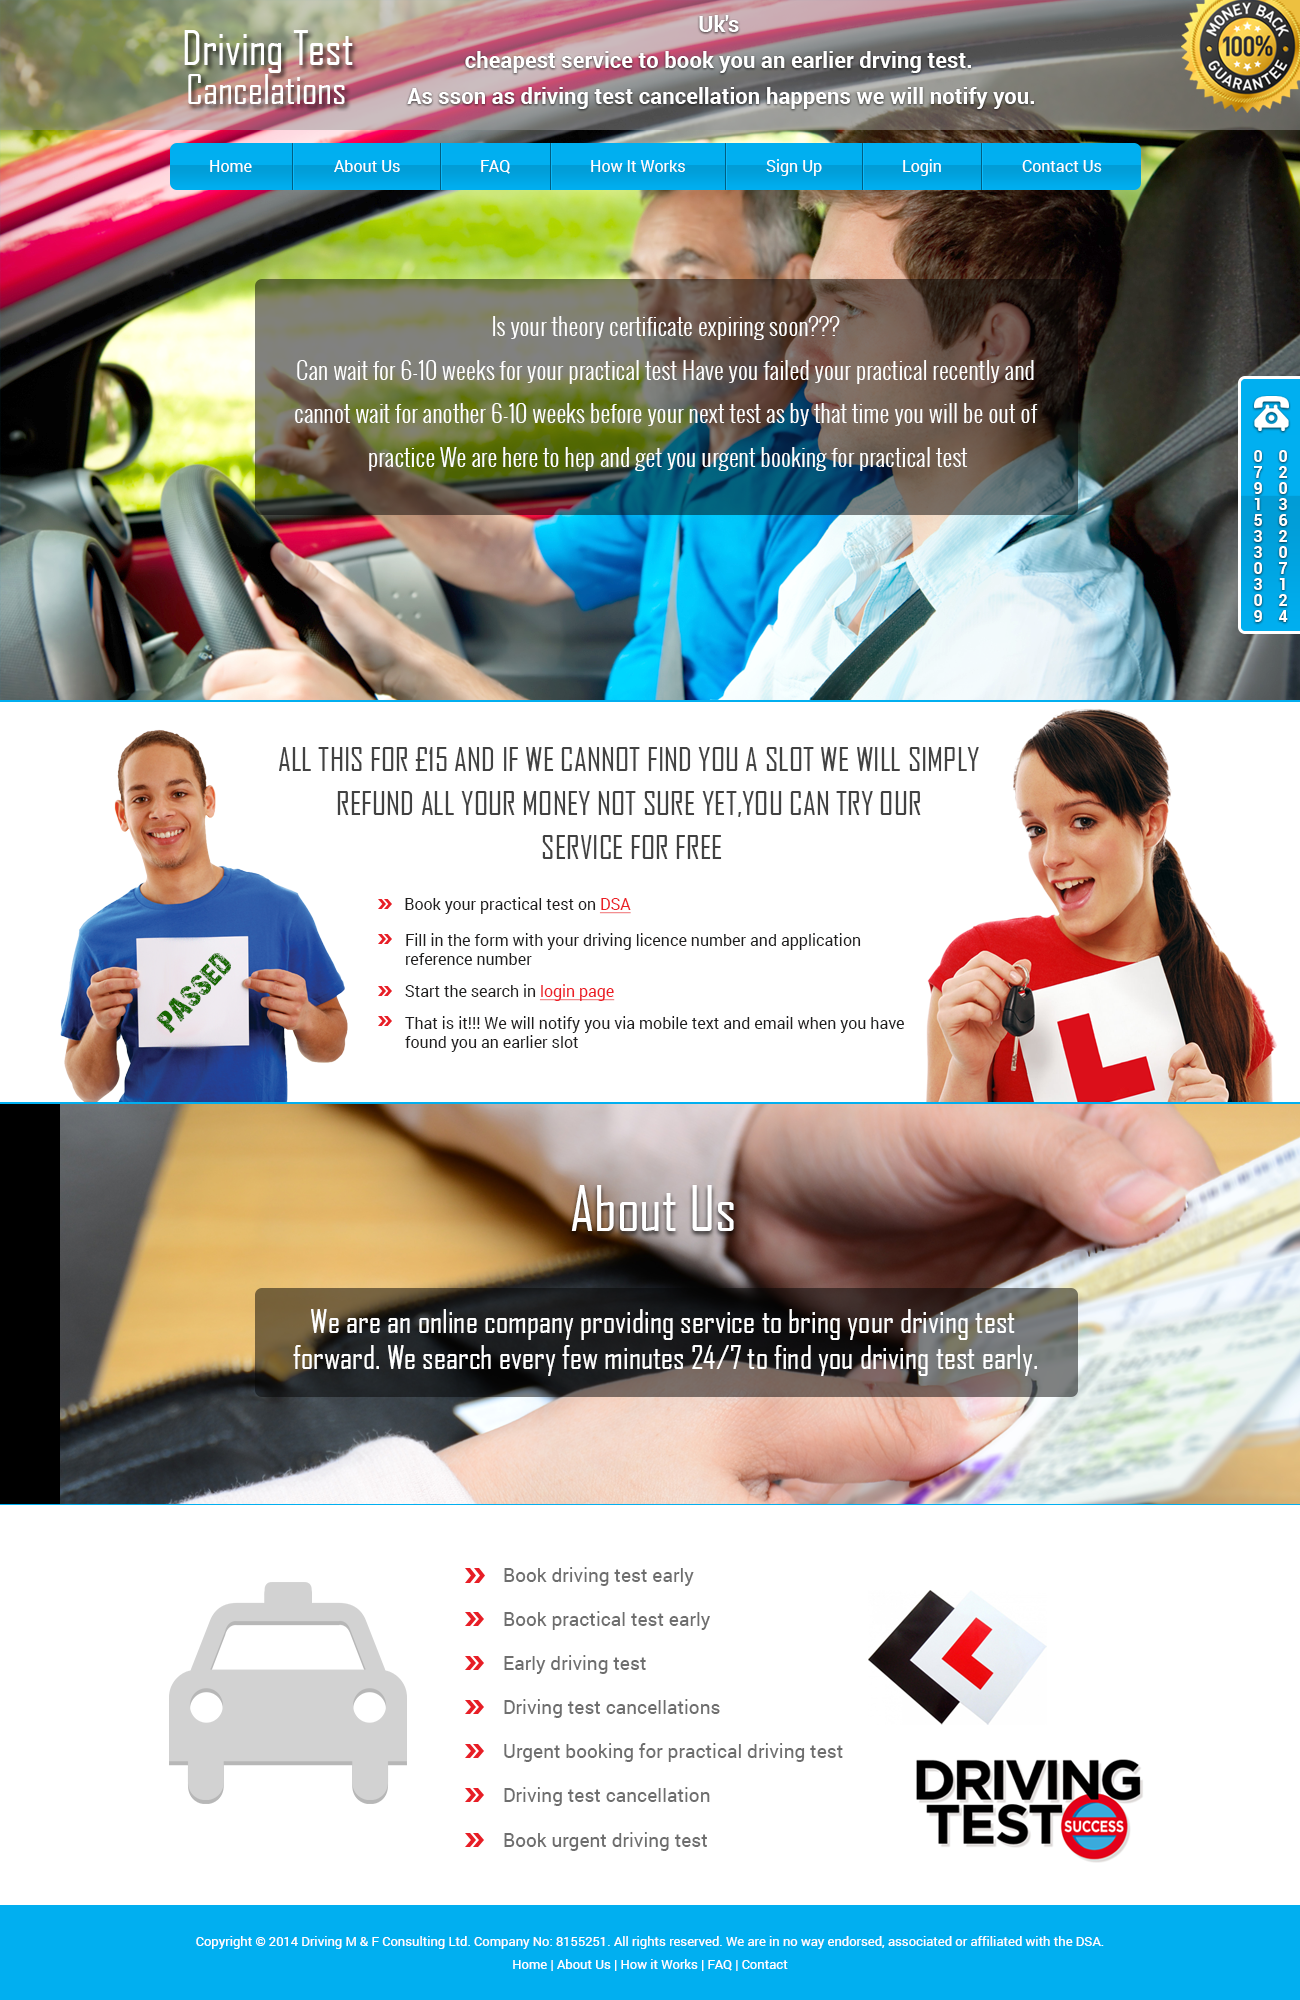 Driving Test
Cancelations
Uk's
cheapest service to book you an earlier drving test.
As sson as driving test cancellation happens we will notify you.
MONEY BACK
100%
GUARANTEE
Home
About Us
FAQ
How It Works
Sign Up
Login
Contact Us
Is your theory certificate expiring soon???
Can wait for 6-10 weeks for your practical test Have you failed your practical recently and
cannot wait for another 6-10 weeks before your next test as by that time you will be out of
practice We are here to hep and get you urgent booking for practical test
02036207124
07915330309
ALL THIS FOR £15 AND IF WE CANNOT FIND YOU A SLOT WE WILL SIMPLY
REFUND ALL YOUR MONEY NOT SURE YET,YOU CAN TRY OUR
SERVICE FOR FREE
PASSED
Book your practical test on DSA
Fill in the form with your driving licence number and application
reference number
Start the search in login page
That is it!!! We will notify you via mobile text and email when you have
found you an earlier slot
L
About Us
We are an online company providing service to bring your driving test
forward. We search every few minutes 24/7 to find you driving test early.
Book driving test early
Book practical test early
Early driving test
Driving test cancellations
Urgent booking for practical driving test
Driving test cancellation
Book urgent driving test
L
DRIVING
TEST
SUCCESS
Copyright © 2014 Driving M & F Consulting Ltd. Company No: 8155251. All rights reserved. We are in no way endorsed, associated or affiliated with the DSA.
Home | About Us | How it Works | FAQ | Contact